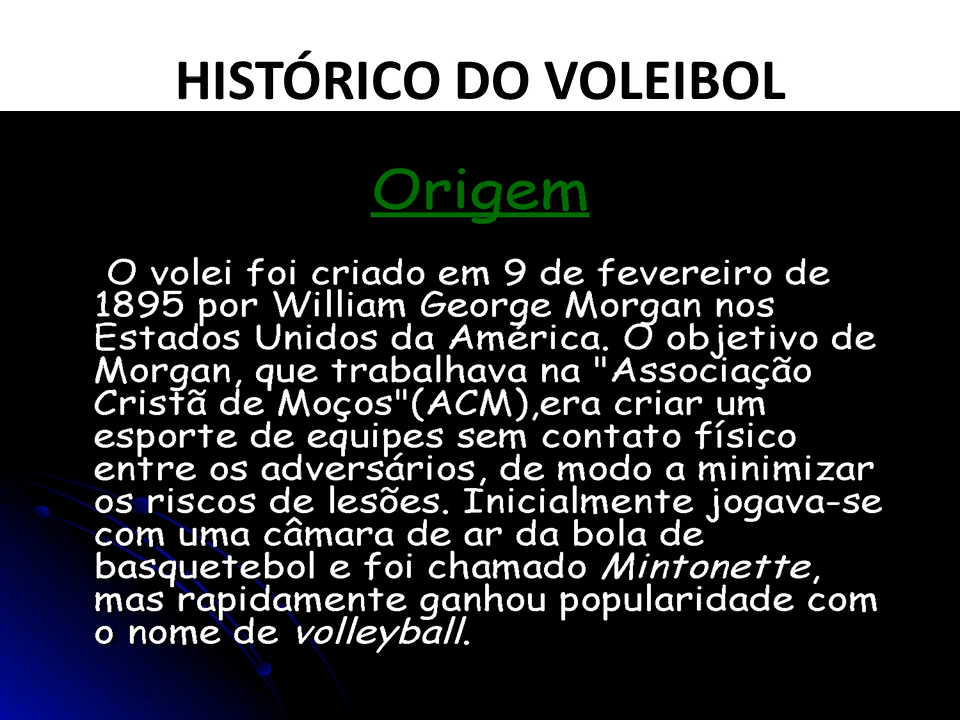 HISTÓRICO DO VOLEIBOL
Origem
O volei foi criado em 9 de fevereiro de
1895 por William George Morgan nos
Estados Unidos da América. O objetivo de
Morgan, que trabalhava na "Associação
Cristã de Moços"(ACM),era criar um
esporte de equipes sem contato físico
entre os adversários, de modo a minimizar
os riscos de lesões. Inicialmente jogava-se
com uma câmara de ar da bola de
basquetebol e foi chamado Mintonette,
mas rapidamente ganhou popularidade com
o nome de volleyball.